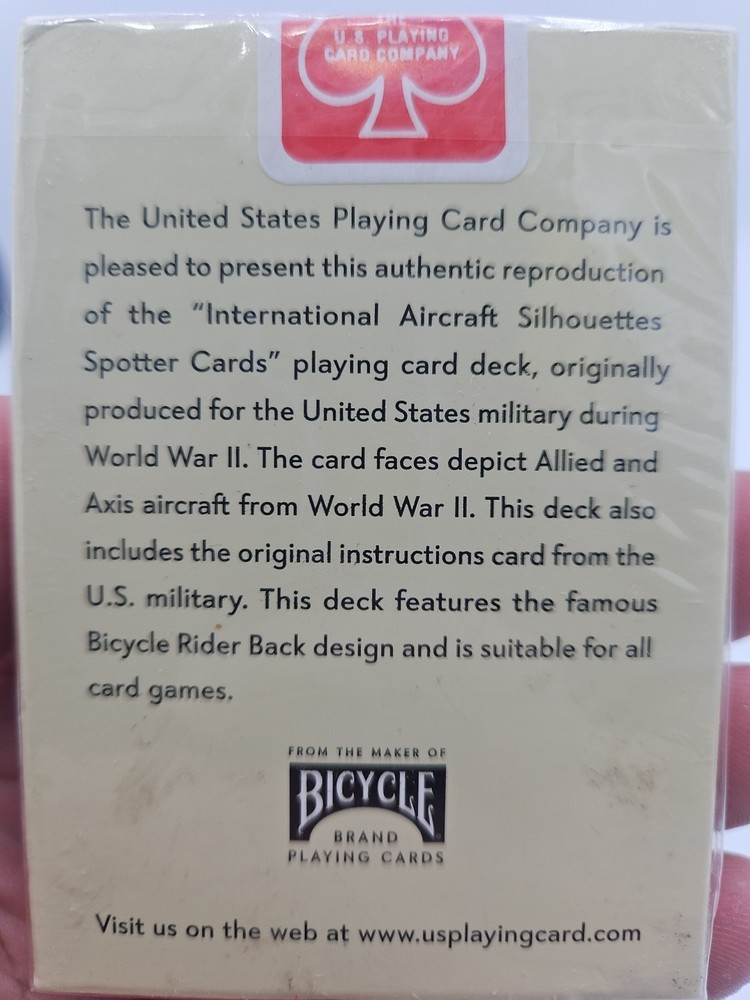 THE
U.S. PLAYING
CARD COMPANY
The United States Playing Card Company is
pleased to present this authentic reproduction
of the “International Aircraft Silhouettes
Spotter Cards” playing card deck, originally
produced for the United States military during
World War II. The card faces depict Allied and
Axis aircraft from World War II. This deck also
includes the original instructions card from the
U.S. military. This deck features the famous
Bicycle Rider Back design and is suitable for all
card games.
FROM THE MAKER OF
BICYCLE
BRAND
PLAYING CARDS
Visit us on the web at www.usplayingcard.com